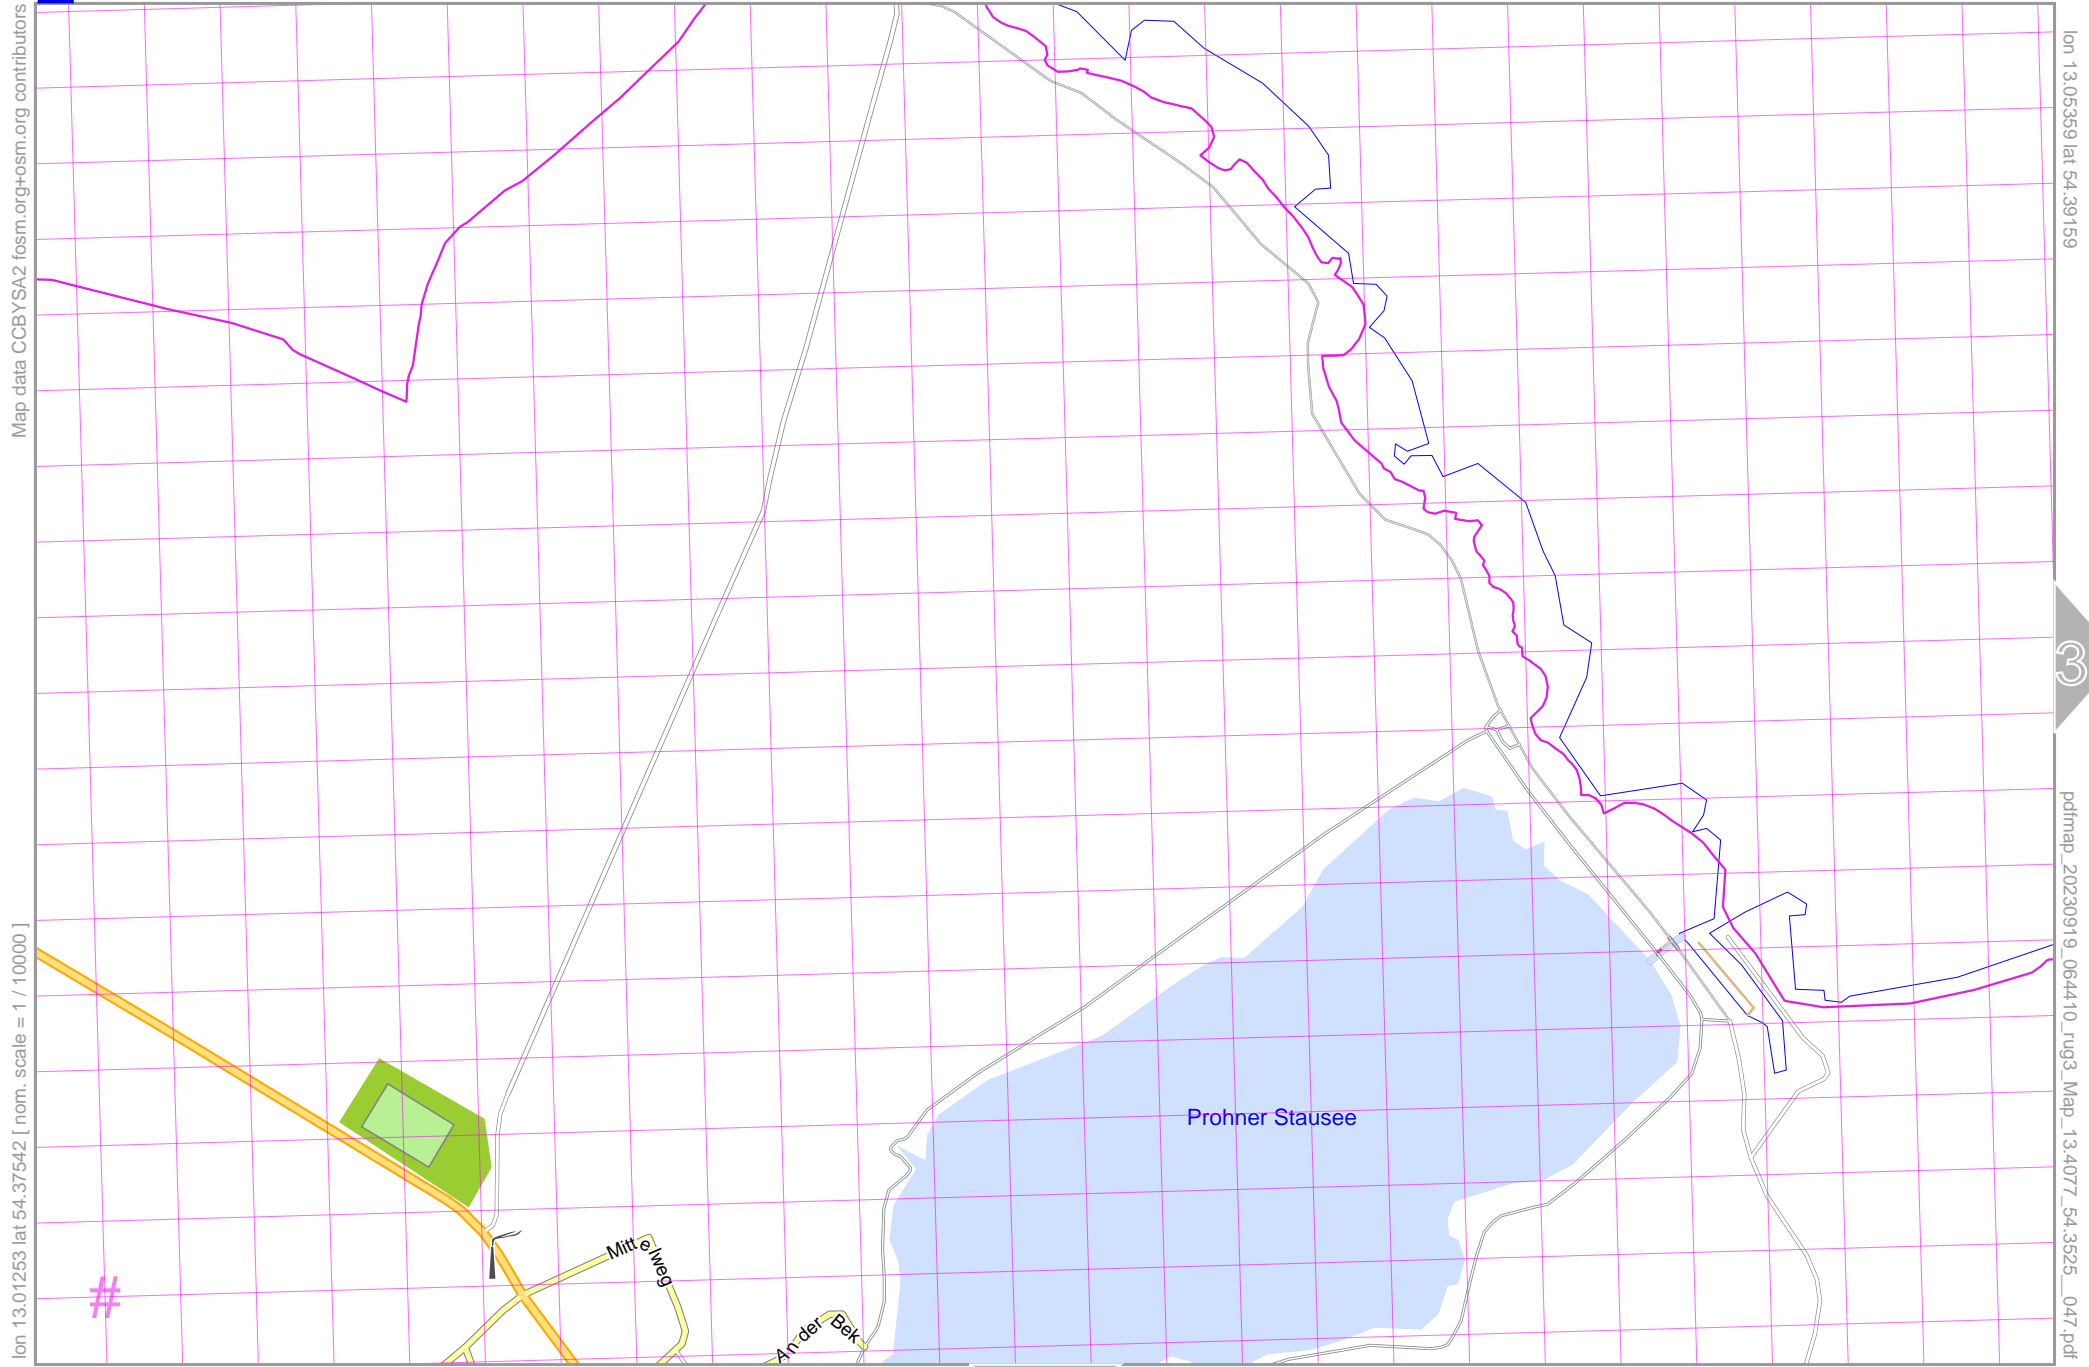 Map data CCBYSA2 fosm.org+osm.org contributors
lon 13.01253 lat 54.37542 [ nom. scale = 1 / 10000 ]
lon 13.05359 lat 54.39159
3
pdfmap_20230919_064410_rug3_Map_13.4077_54.3525__047.pdf
Prohner Stausee
Mittelweg
An der Bek
#